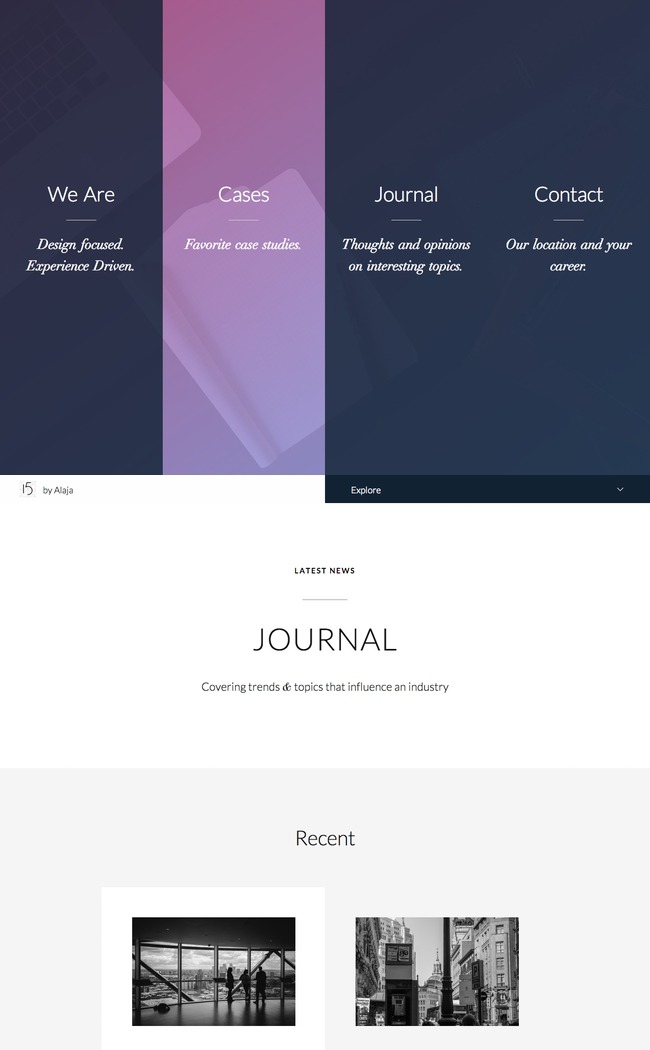 We Are
Design focused.
Experience Driven.
Cases
Favorite case studies.
Journal
Thoughts and opinions
on interesting topics.
Contact
Our location and your
career.
15 by Alaja
Explore
LATEST NEWS
JOURNAL
Covering trends & topics that influence an industry
Recent